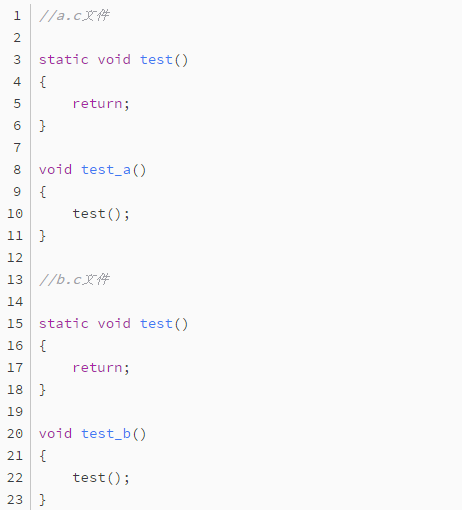 1 //a.c文件
2
3 static void test()
4 {
5     return;
6 }
7
8 void test_a()
9 {
10     test();
11 }
12
13 //b.c文件
14
15 static void test()
16 {
17     return;
18 }
19
20 void test_b()
21 {
22     test();
23 }